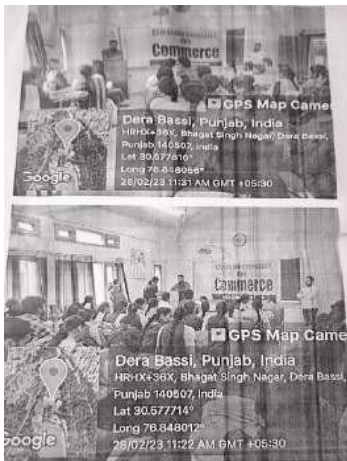 Commerce
GPS Map Came
Dera Bassi, Punjab, India
HRHX+36X, Bhagat Singh Nagar, Dera Bassi,
Punjab 140507, India
Lat 30.577810°
Long 76.848056°
28/02/23 11:31 AM GMT +05:30
Google
Commerce
GPS Map Came
Dera Bassi, Punjab, India
HRHX+36X, Bhagat Singh Nagar, Dera Bassi,
Punjab 140507, India
Lat 30.577714°
Long 76.848012°
28/02/23 11:22 AM GMT +05:30
Google